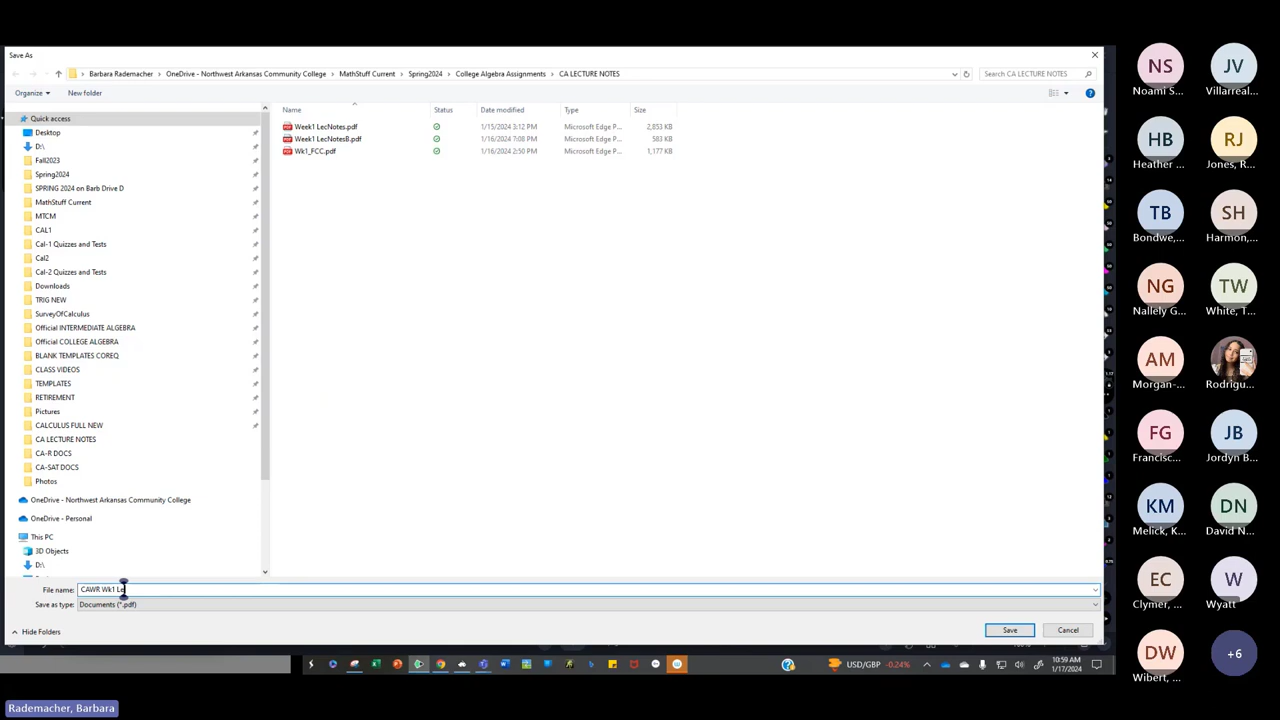 Save As
Barbara Rademacher > OneDrive - Northwest Arkansas Community College > MathStuff Current > Spring2024 > College Algebra Assignments > CA LECTURE NOTES
Search CA LECTURE NOTES
Organize
New folder
Name Status Date modified Type Size
Week1 LecNotes.pdf 1/15/2024 3:12 PM Microsoft Edge P... 2,853 KB
Week1 LecNotesB.pdf 1/16/2024 7:08 PM Microsoft Edge P... 583 KB
Wk1_FCC.pdf 1/16/2024 2:50 PM Microsoft Edge P... 1,177 KB
Quick access
Desktop
D:\
Fall2023
Spring2024
SPRING 2024 on Barb Drive D
MathStuff Current
MTCM
CAL1
Cal-1 Quizzes and Tests
Cal2
Cal-2 Quizzes and Tests
Downloads
TRIG NEW
SurveyOfCalculus
Official INTERMEDIATE ALGEBRA
Official COLLEGE ALGEBRA
BLANK TEMPLATES COREQ
CLASS VIDEOS
TEMPLATES
RETIREMENT
Pictures
CALCULUS FULL NEW
CA LECTURE NOTES
CA-R DOCS
CA-SAT DOCS
Photos
OneDrive - Northwest Arkansas Community College
OneDrive - Personal
This PC
3D Objects
D:\
File name: CAWR Wk1 Le
Save as type: Documents (*.pdf)
Hide Folders
Save
Cancel
USD/GBP -0.24%
10:59 AM
1/17/2024
NS
Noami S...
JV
Villarreal...
HB
Heather ...
RJ
Jones, R...
TB
Bondwe,...
SH
Harmon,...
NG
Nallely G...
TW
White, T...
AM
Morgan-...
Rodrigu...
FG
Francisc...
JB
Jordyn B...
KM
Melick, K...
DN
David N...
EC
Clymer, ...
W
Wyatt
DW
Wibert, ...
+6
Rademacher, Barbara